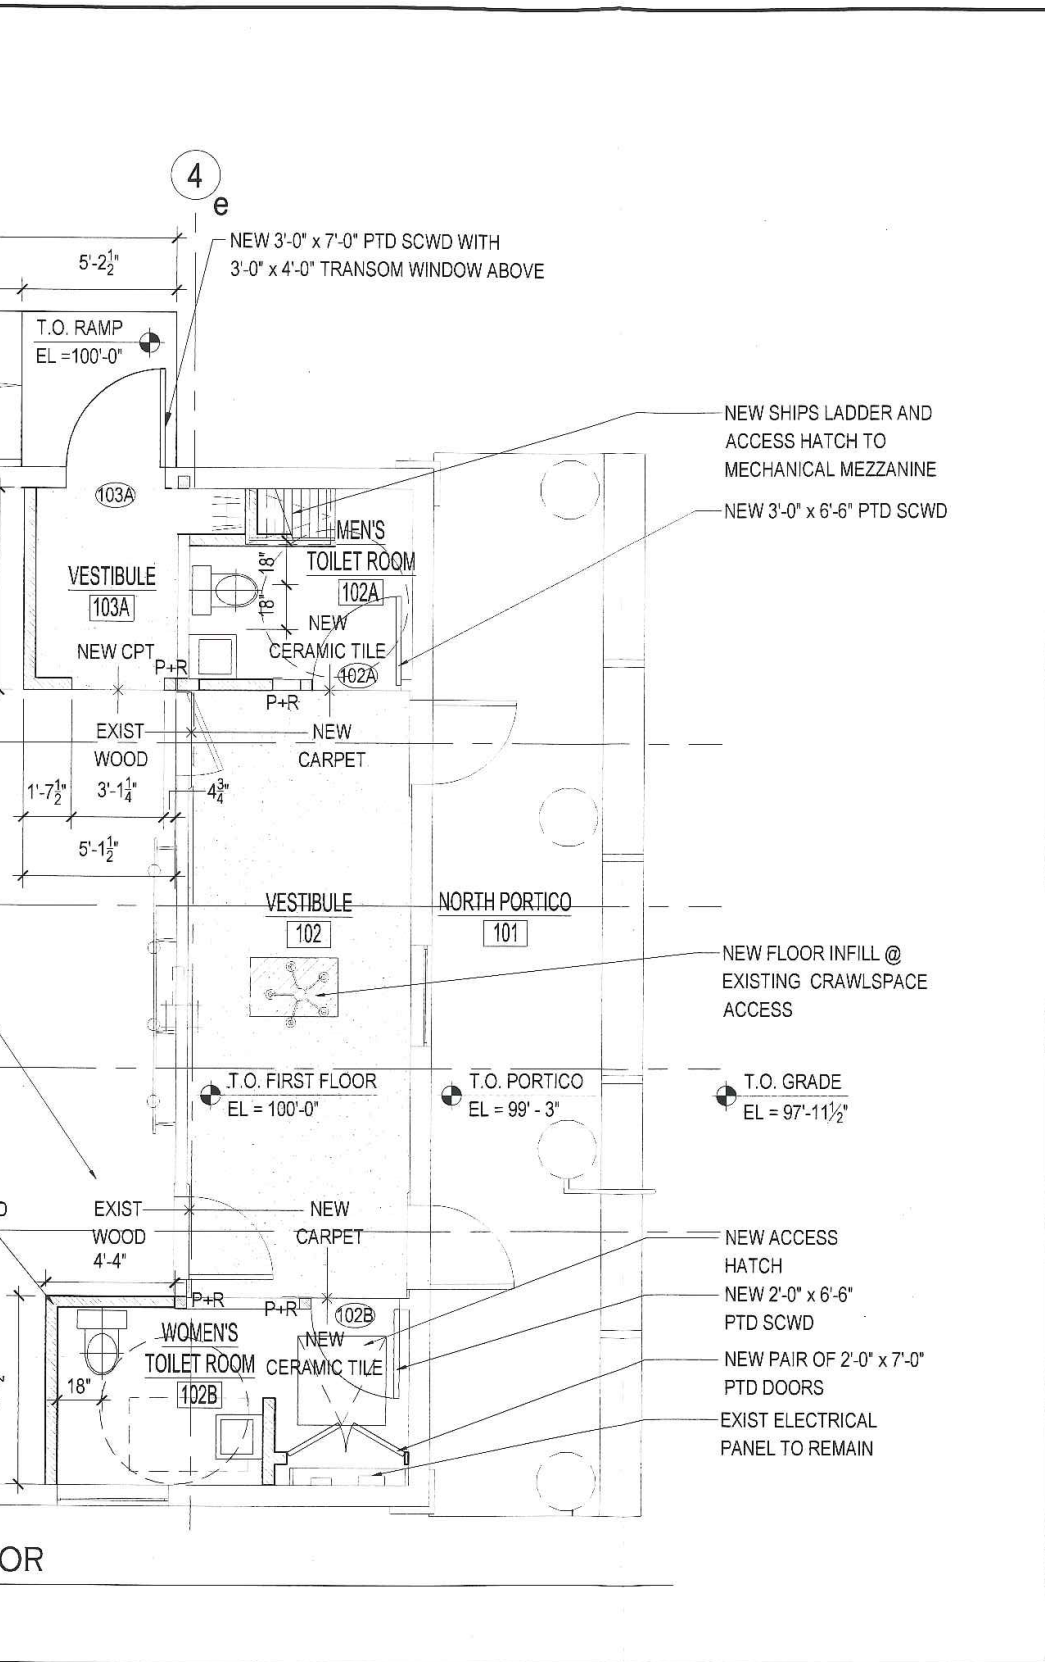 4
e
NEW 3'-0" x 7'-0" PTD SCWD WITH
3'-0" x 4'-0" TRANSOM WINDOW ABOVE
5'-2½"
T.O. RAMP
EL =100'-0"
NEW SHIPS LADDER AND
ACCESS HATCH TO
MECHANICAL MEZZANINE
NEW 3'-0" x 6'-6" PTD SCWD
103A
MEN'S
TOILET ROOM
102A
18"
18"
VESTIBULE
103A
NEW
CERAMIC TILE
102A
NEW CPT
P+R
P+R
EXIST
WOOD
NEW
CARPET
1'-7½"
3'-1¼"
4¾"
5'-1½"
VESTIBULE
102
NORTH PORTICO
101
NEW FLOOR INFILL @
EXISTING CRAWLSPACE
ACCESS
T.O. FIRST FLOOR
EL = 100'-0"
T.O. PORTICO
EL = 99' - 3"
T.O. GRADE
EL = 97'-11½"
EXIST
WOOD
4'-4"
NEW
CARPET
NEW ACCESS
HATCH
NEW 2'-0" x 6'-6"
PTD SCWD
NEW PAIR OF 2'-0" x 7'-0"
PTD DOORS
EXIST ELECTRICAL
PANEL TO REMAIN
P+R
P+R
102B
WOMEN'S
TOILET ROOM
102B
NEW
CERAMIC TILE
18"
OR